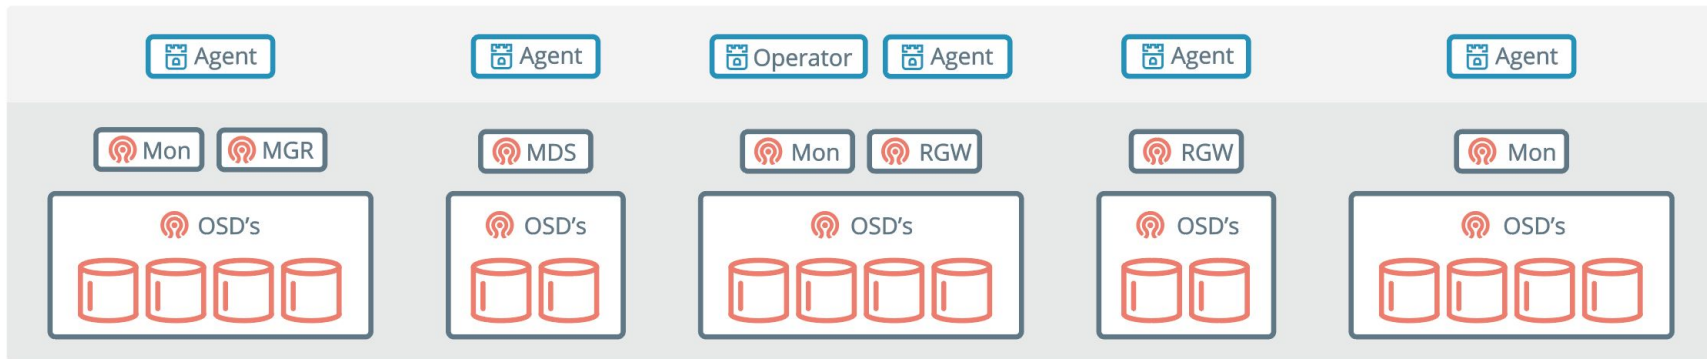 Agent
Agent
Operator
Agent
Agent
Agent
Mon
MGR
MDS
Mon
RGW
RGW
Mon
OSD’s
OSD’s
OSD’s
OSD’s
OSD’s